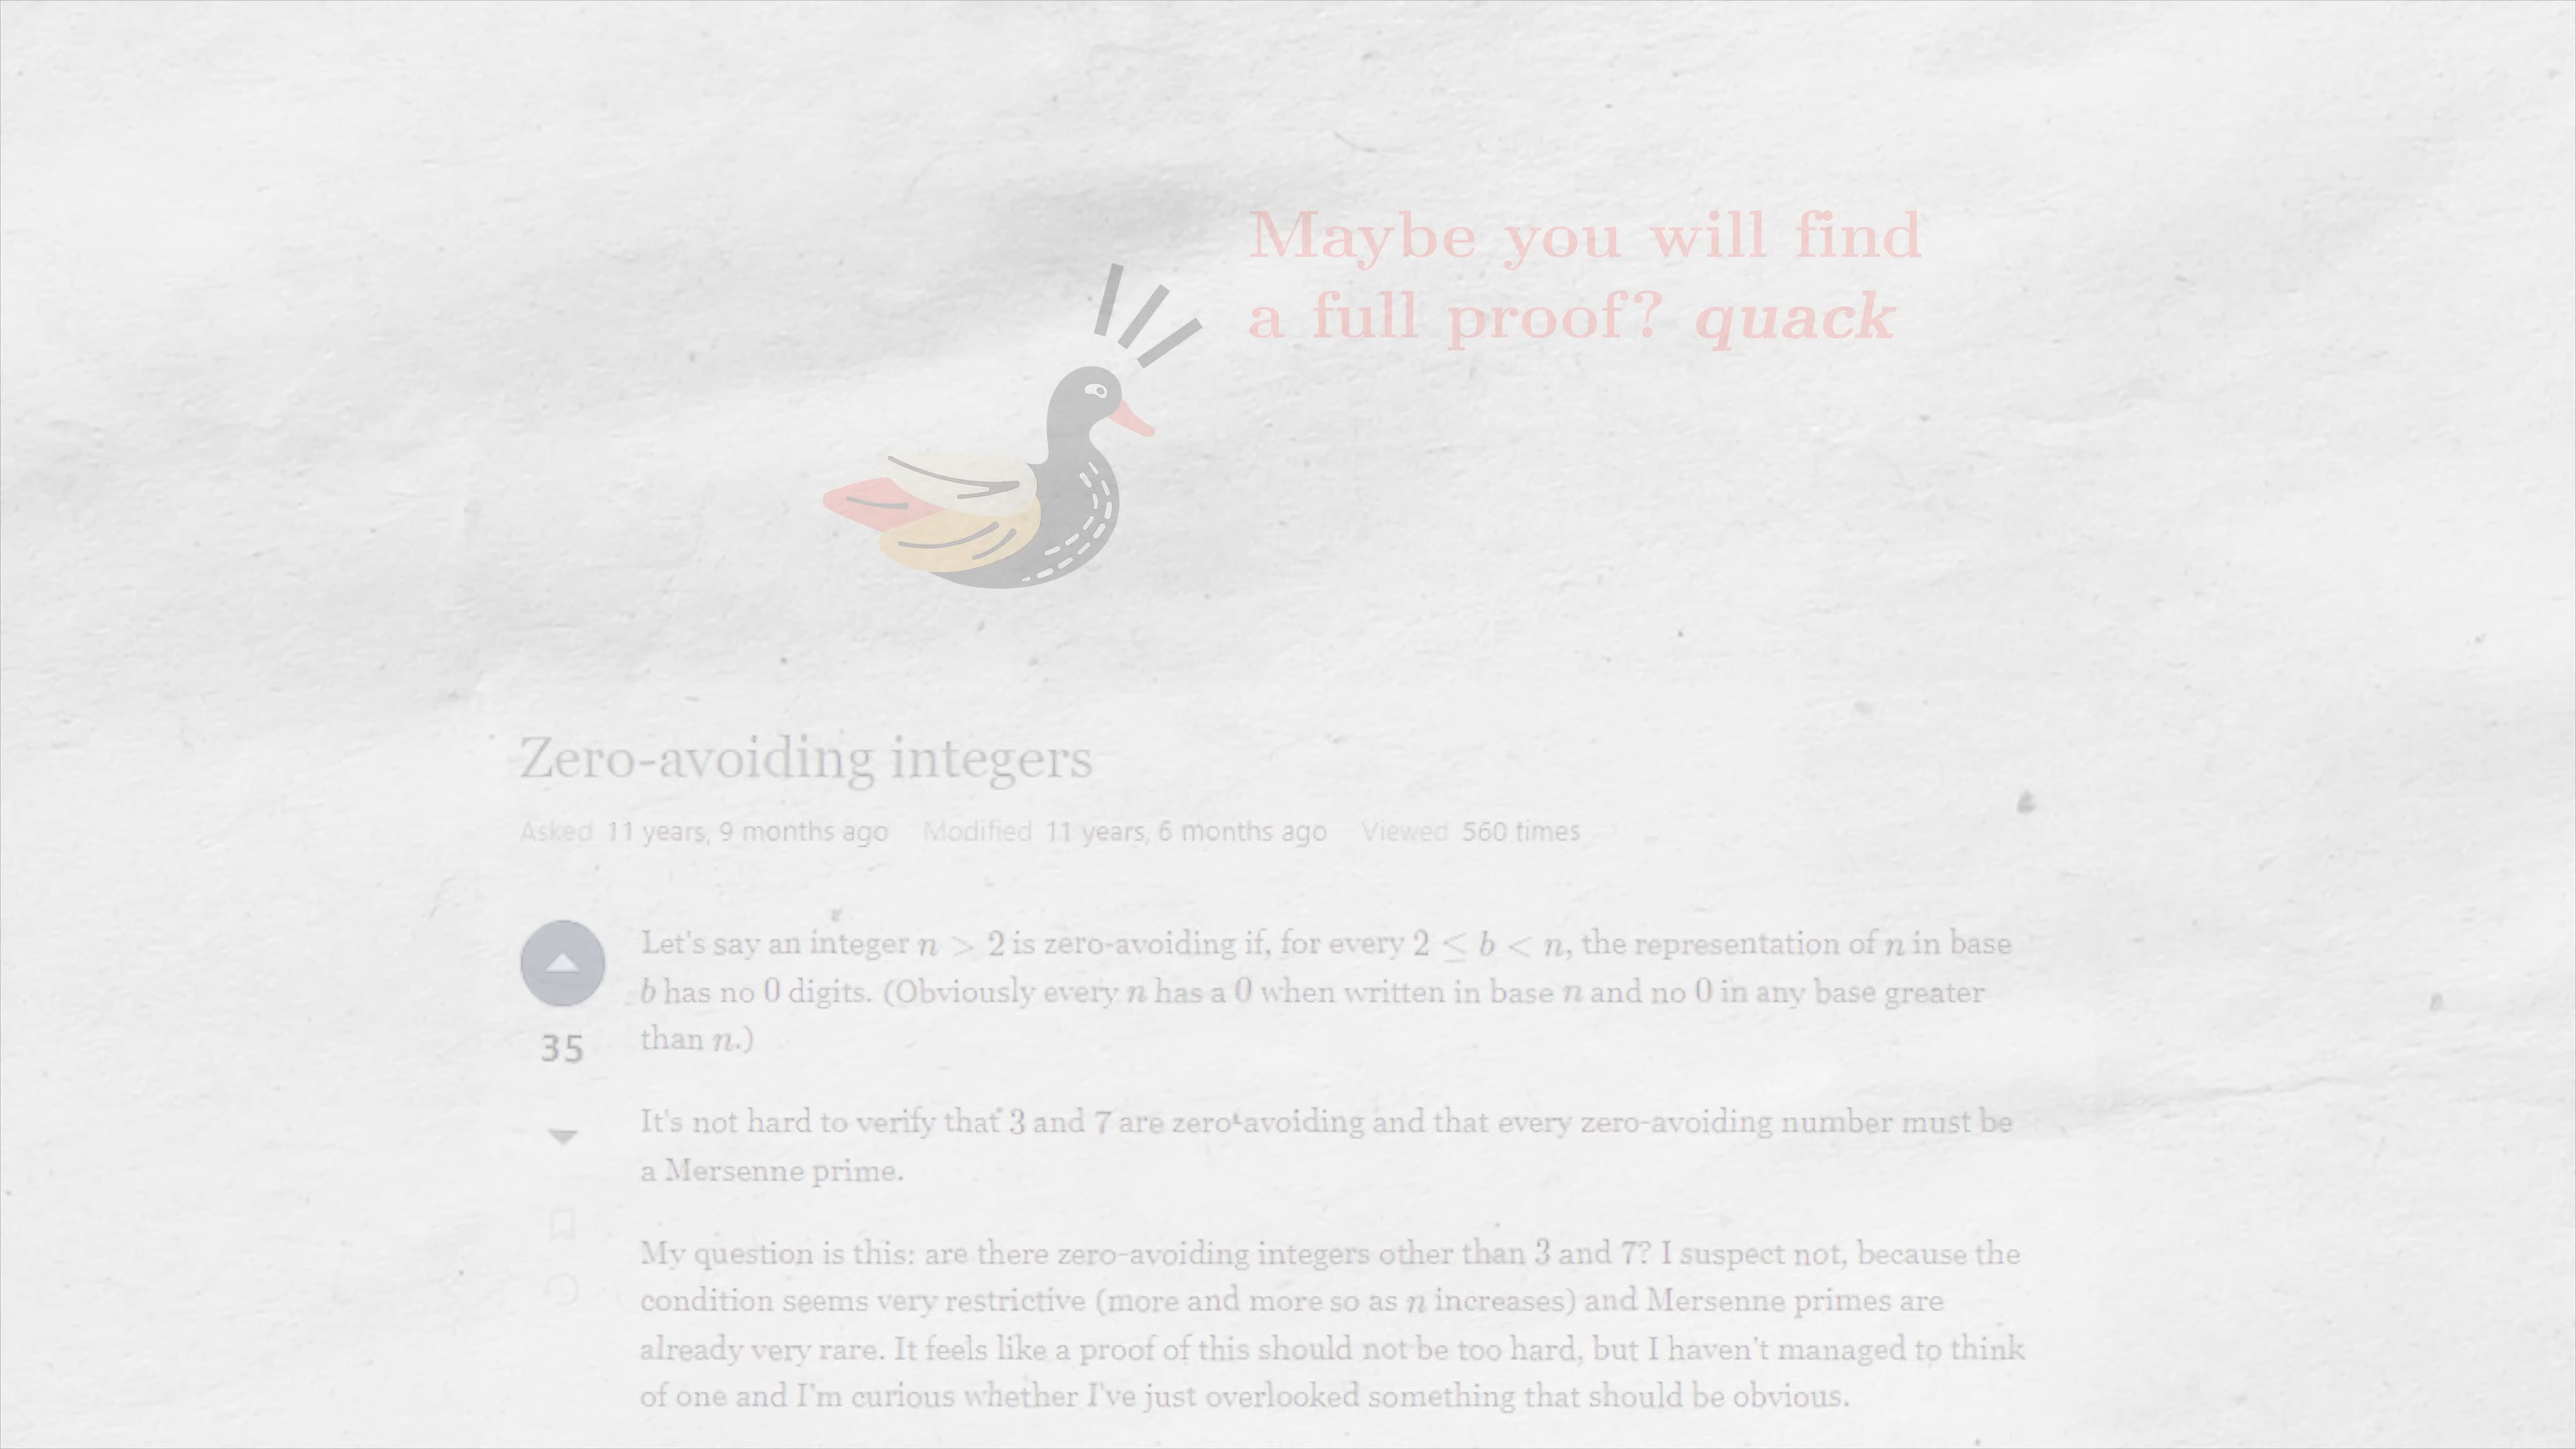 Maybe you will find
a full proof? quack
Zero-avoiding integers
Asked 11 years, 9 months ago Modified 11 years, 6 months ago Viewed 560 times
Let's say an integer n > 2 is zero-avoiding if, for every 2 ≤ b < n, the representation of n in base
b has no 0 digits. (Obviously every n has a 0 when written in base n and no 0 in any base greater
than n.)
35
It's not hard to verify that 3 and 7 are zero-avoiding and that every zero-avoiding number must be
a Mersenne prime.
My question is this: are there zero-avoiding integers other than 3 and 7? I suspect not, because the
condition seems very restrictive (more and more so as n increases) and Mersenne primes are
already very rare. It feels like a proof of this should not be too hard, but I haven't managed to think
of one and I'm curious whether I've just overlooked something that should be obvious.